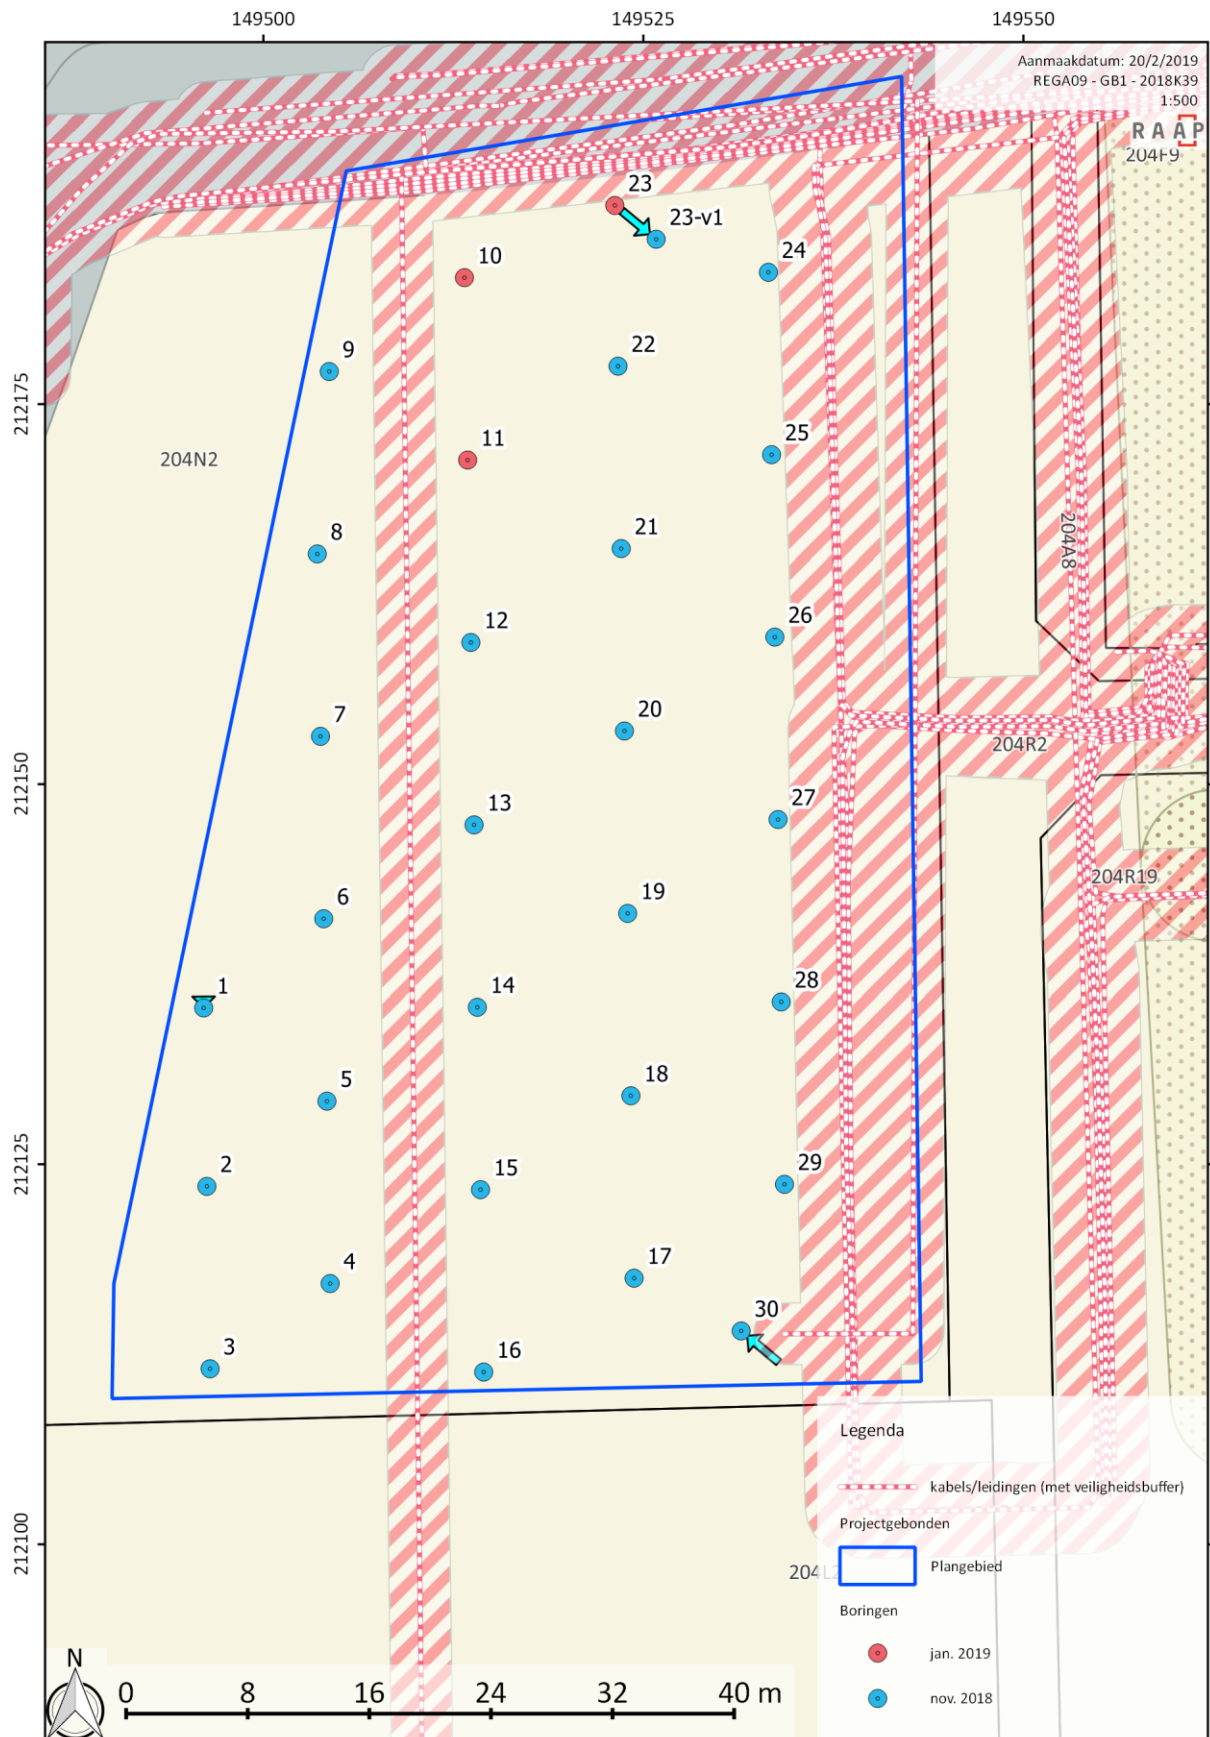 149500
149525
149550
Aanmaakdatum: 20/2/2019
REGA09 - GB1 - 2018K39
1:500
RAAP
204F9
23
23-v1
10
24
9
22
212175
11
25
204N2
8
21
204A8
12
26
7
20
204R2
212150
13
27
204R19
6
19
1
14
28
5
18
212125
2
15
29
4
17
30
3
16
Legenda
kabels/leidingen (met veiligheidsbuffer)
Projectgebonden
212100
Plangebied
204L2
Boringen
jan. 2019
nov. 2018
N
0 8 16 24 32 40 m